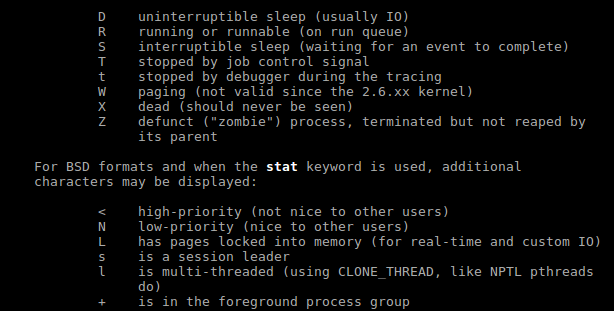 D    uninterruptible sleep (usually IO)
R    running or runnable (on run queue)
S    interruptible sleep (waiting for an event to complete)
T    stopped by job control signal
t    stopped by debugger during the tracing
W    paging (not valid since the 2.6.xx kernel)
X    dead (should never be seen)
Z    defunct ("zombie") process, terminated but not reaped by
its parent
For BSD formats and when the stat keyword is used, additional
characters may be displayed:
<    high-priority (not nice to other users)
N    low-priority (nice to other users)
L    has pages locked into memory (for real-time and custom IO)
s    is a session leader
l    is multi-threaded (using CLONE_THREAD, like NPTL pthreads
do)
+    is in the foreground process group